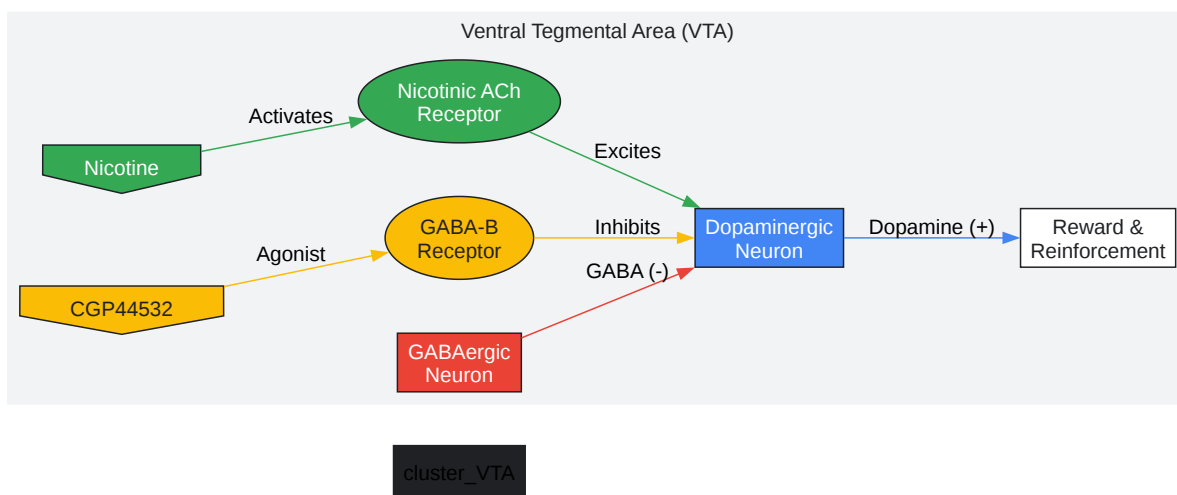 Ventral Tegmental Area (VTA)
Nicotinic ACh
Receptor
Activates
Nicotine
Excites
GABA-B
Receptor
Agonist
CGP44532
Inhibits
GABA (-)
Dopaminergic
Neuron
Dopamine (+)
Reward &
Reinforcement
GABAergic
Neuron
cluster_VTA